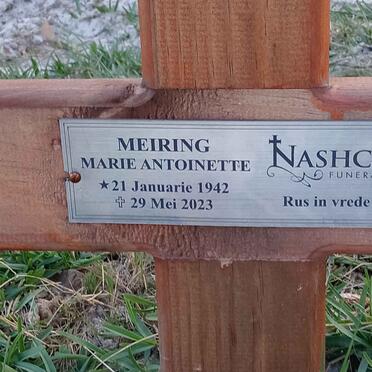 MEIRING
MARIE ANTOINETTE
★21 Januarie 1942
✝ 29 Mei 2023
Rus in vrede